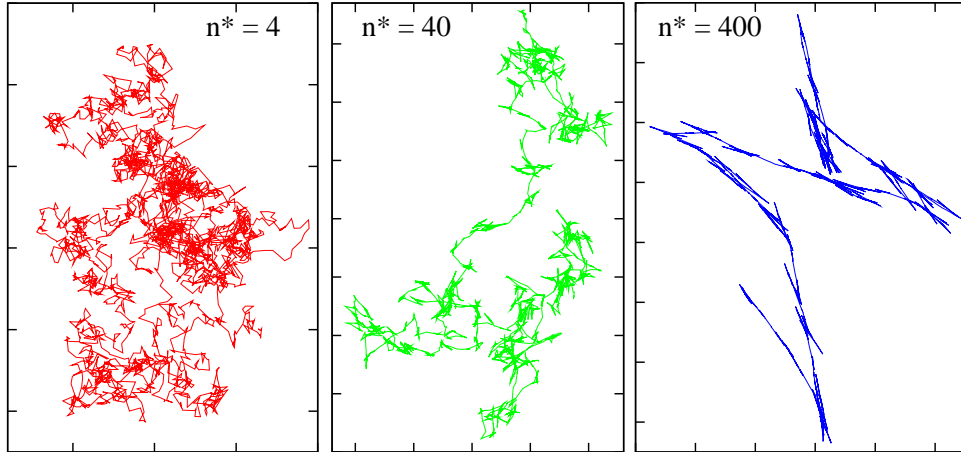 n* = 4
n* = 40
n* = 400